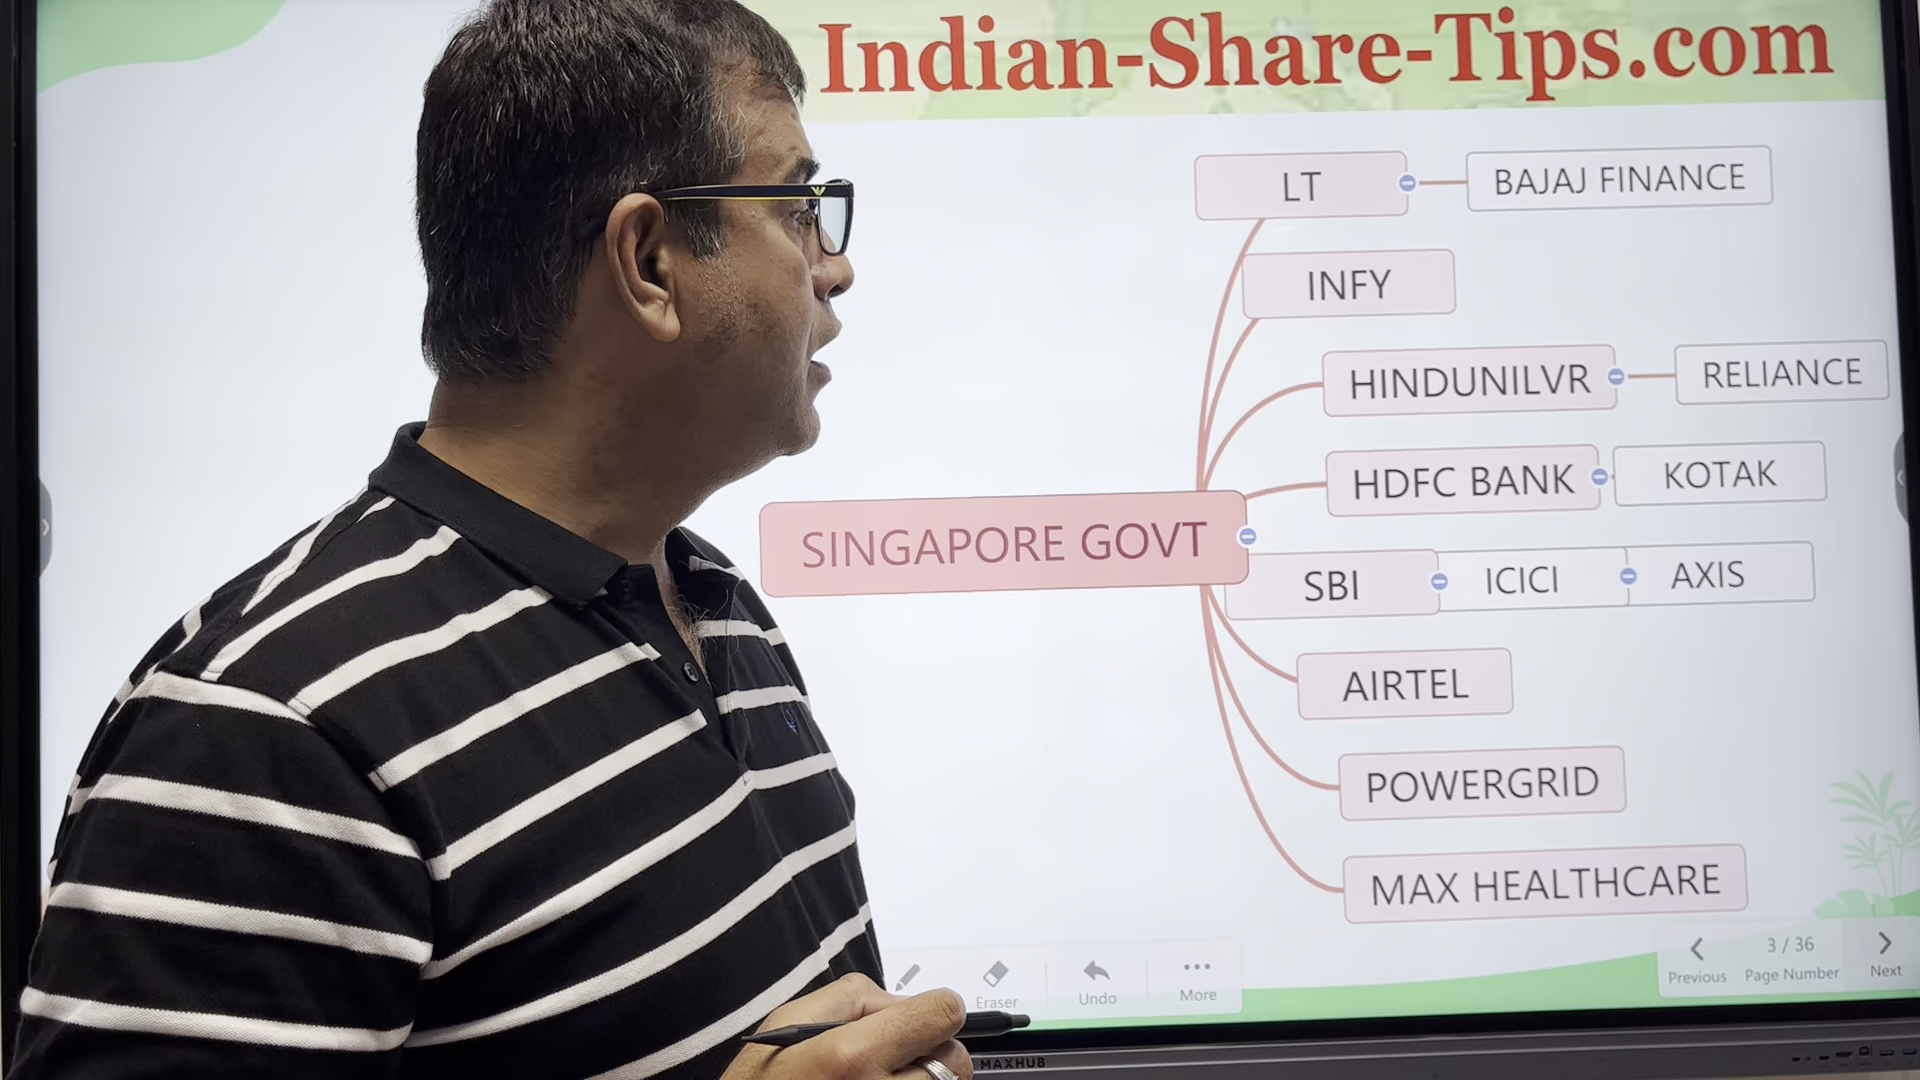 Indian-Share-Tips.com
LT
BAJAJ FINANCE
INFY
HINDUNILVR
RELIANCE
HDFC BANK
KOTAK
SINGAPORE GOVT
SBI
ICICI
AXIS
AIRTEL
POWERGRID
MAX HEALTHCARE
3 / 36
Previous
Page Number
Next
Eraser
Undo
More
MAXHUB